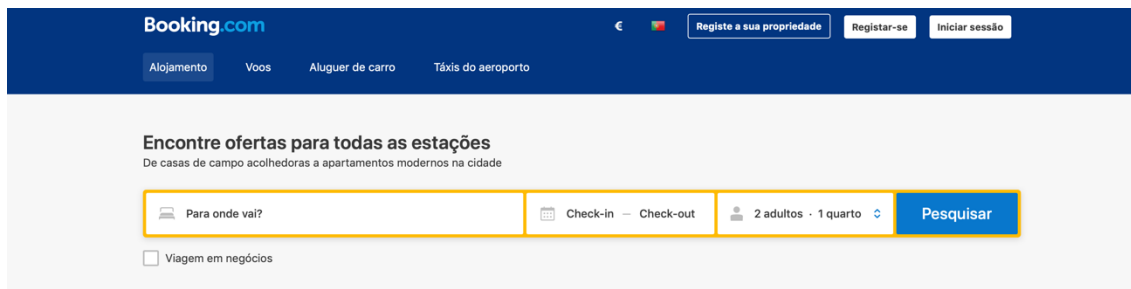 Booking.com
€
Registe a sua propriedade
Registar-se
Iniciar sessão
Alojamento
Voos
Aluguer de carro
Táxis do aeroporto
Encontre ofertas para todas as estações
De casas de campo acolhedoras a apartamentos modernos na cidade
Para onde vai?
Check-in — Check-out
2 adultos · 1 quarto
Pesquisar
Viagem em negócios